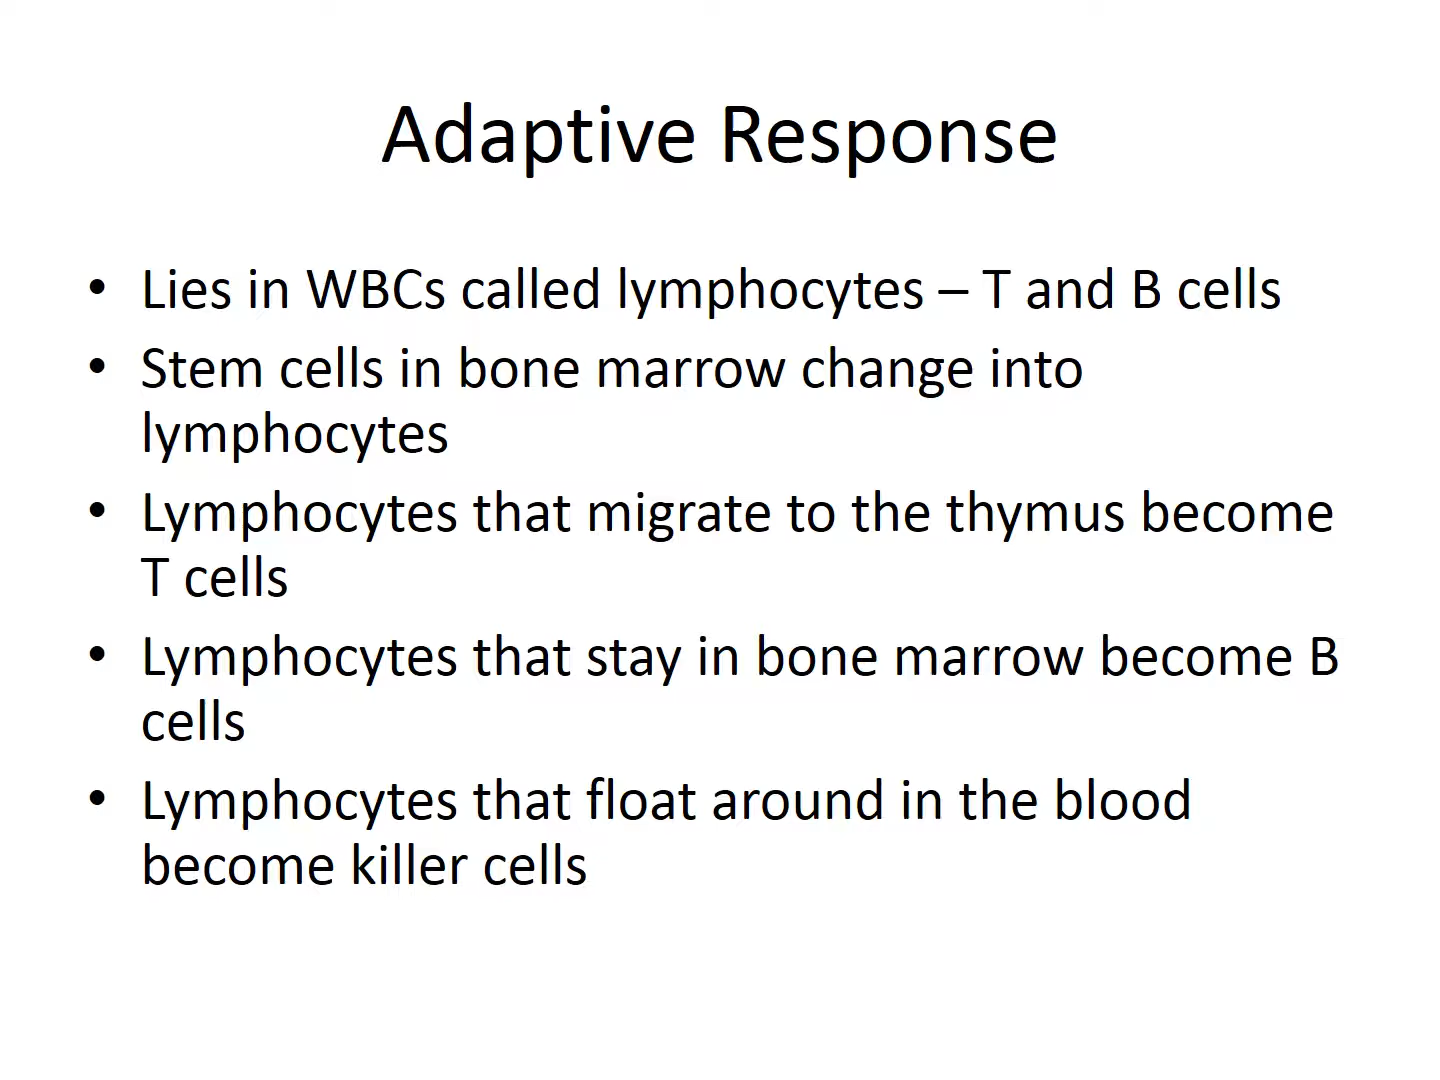 Adaptive Response
• Lies in WBCs called lymphocytes – T and B cells
• Stem cells in bone marrow change into
lymphocytes
• Lymphocytes that migrate to the thymus become
T cells
• Lymphocytes that stay in bone marrow become B
cells
• Lymphocytes that float around in the blood
become killer cells